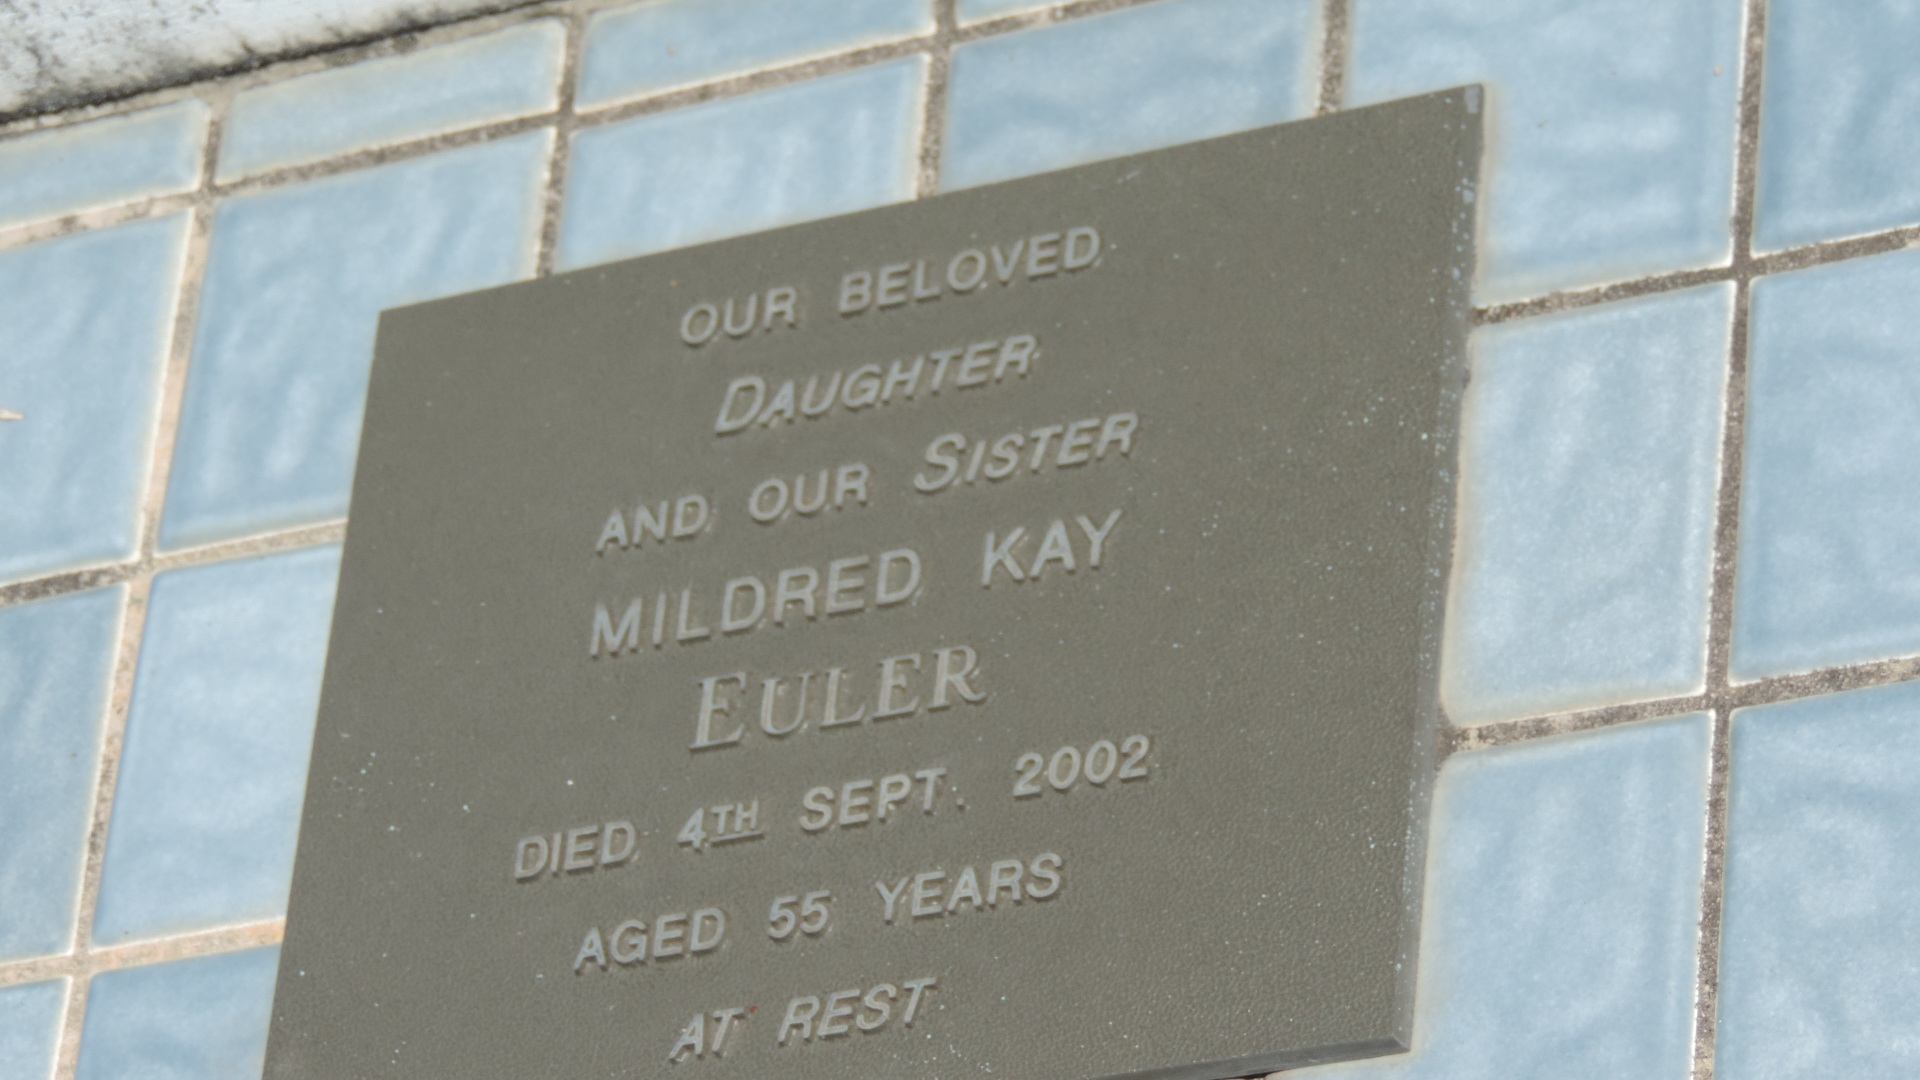 OUR BELOVED
DAUGHTER
AND OUR SISTER
MILDRED KAY
EULER
DIED 4TH SEPT. 2002
AGED 55 YEARS
AT REST